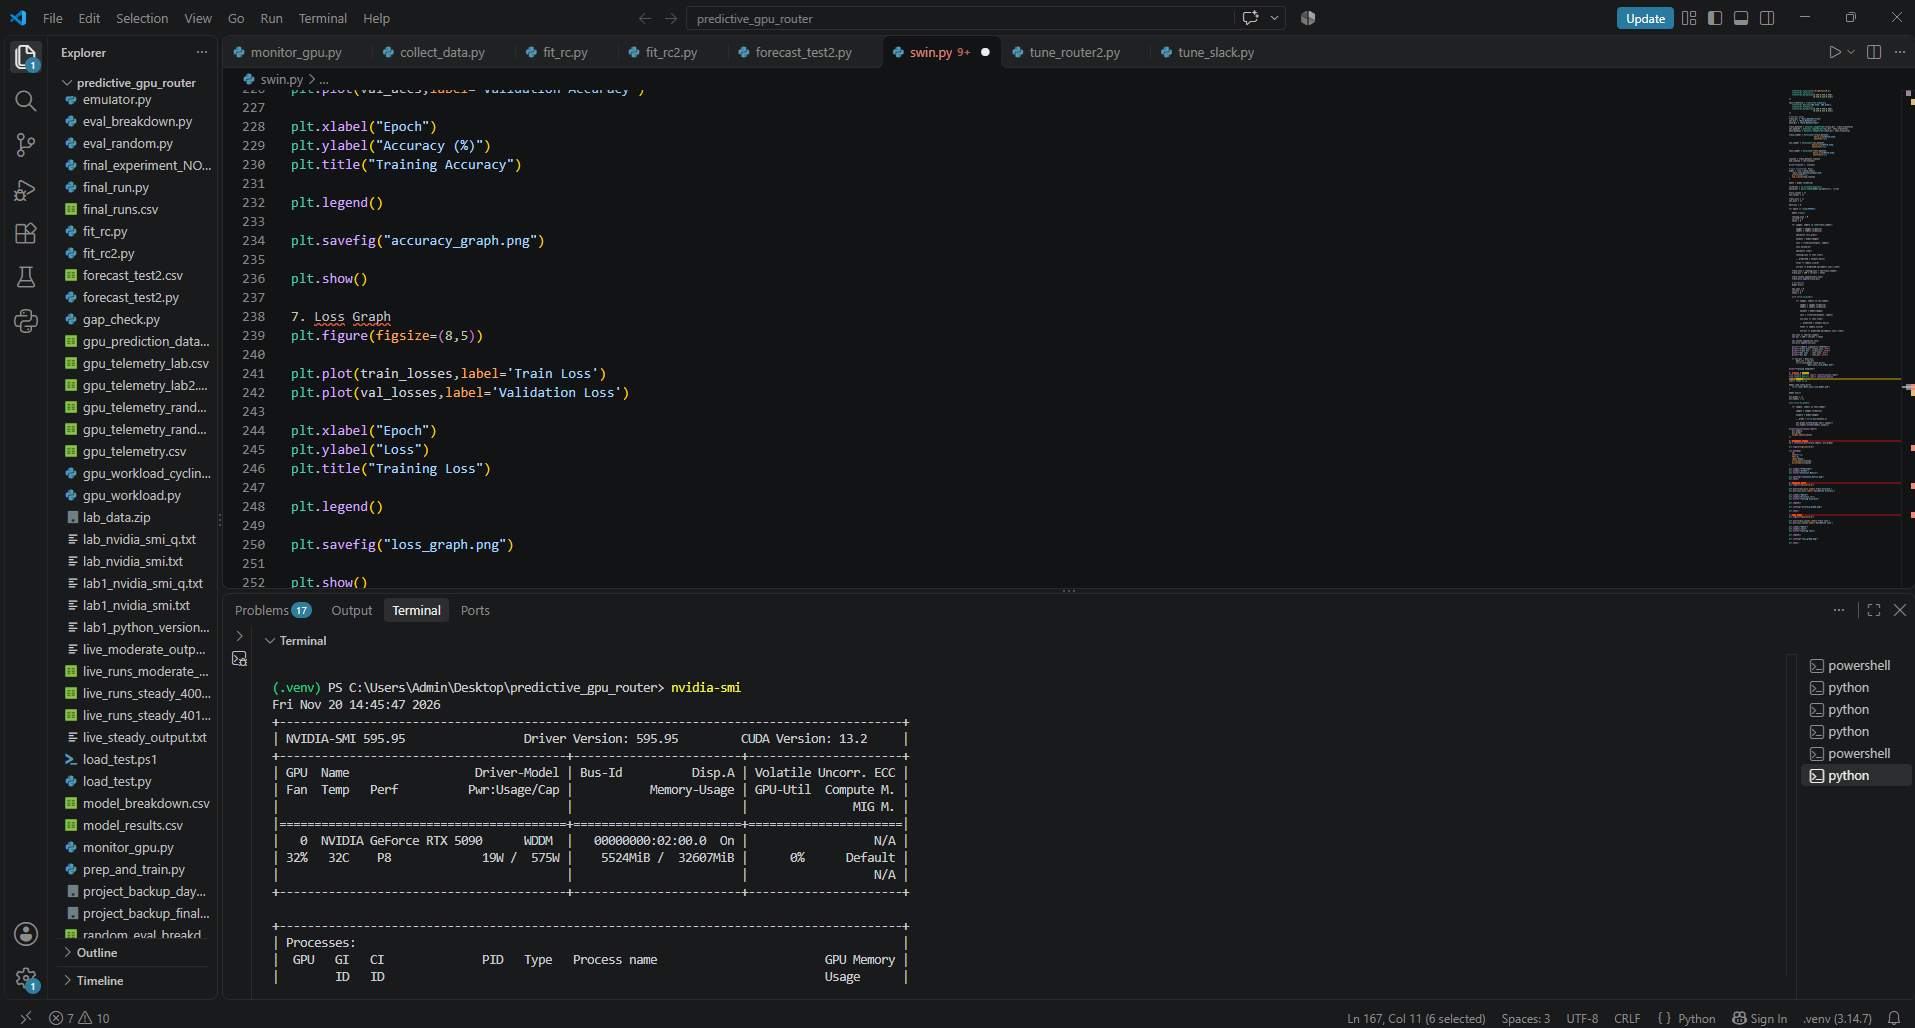 File Edit Selection View Go Run Terminal Help
predictive_gpu_router
Update
Explorer
predictive_gpu_router
emulator.py
eval_breakdown.py
eval_random.py
final_experiment_NO...
final_run.py
final_runs.csv
fit_rc.py
fit_rc2.py
forecast_test2.csv
forecast_test2.py
gap_check.py
gpu_prediction_data...
gpu_telemetry_lab.csv
gpu_telemetry_lab2....
gpu_telemetry_rand...
gpu_telemetry_rand...
gpu_telemetry.csv
gpu_workload_cyclin...
gpu_workload.py
lab_data.zip
lab_nvidia_smi_q.txt
lab_nvidia_smi.txt
lab1_nvidia_smi_q.txt
lab1_nvidia_smi.txt
lab1_python_version...
live_moderate_outp...
live_runs_moderate_...
live_runs_steady_400...
live_runs_steady_401...
live_steady_output.txt
load_test.ps1
load_test.py
model_breakdown.csv
model_results.csv
monitor_gpu.py
prep_and_train.py
project_backup_day...
project_backup_final...
random_eval_breakd...
Outline
Timeline
monitor_gpu.py collect_data.py fit_rc.py fit_rc2.py forecast_test2.py swin.py 9+ tune_router2.py tune_slack.py
swin.py > ...
226 plt.plot(val_accs,label='Validation Accuracy')
227
228 plt.xlabel("Epoch")
229 plt.ylabel("Accuracy (%)")
230 plt.title("Training Accuracy")
231
232 plt.legend()
233
234 plt.savefig("accuracy_graph.png")
235
236 plt.show()
237
238 7. Loss Graph
239 plt.figure(figsize=(8,5))
240
241 plt.plot(train_losses,label='Train Loss')
242 plt.plot(val_losses,label='Validation Loss')
243
244 plt.xlabel("Epoch")
245 plt.ylabel("Loss")
246 plt.title("Training Loss")
247
248 plt.legend()
249
250 plt.savefig("loss_graph.png")
251
252 plt.show()
Problems 17 Output Terminal Ports
Terminal
(.venv) PS C:\Users\Admin\Desktop\predictive_gpu_router> nvidia-smi
Fri Nov 20 14:45:47 2026
NVIDIA-SMI 595.95 Driver Version: 595.95 CUDA Version: 13.2
GPU Name Driver-Model | Bus-Id Disp.A | Volatile Uncorr. ECC
Fan Temp Perf Pwr:Usage/Cap | Memory-Usage | GPU-Util Compute M.
MIG M.
0 NVIDIA GeForce RTX 5090 WDDM | 00000000:02:00.0 On | N/A
32% 32C P8 19W / 575W | 5524MiB / 32607MiB | 0% Default
N/A
Processes:
GPU GI CI PID Type Process name GPU Memory
ID ID Usage
powershell
python
python
python
powershell
python
7 10
Ln 167, Col 11 (6 selected) Spaces: 3 UTF-8 CRLF { } Python Sign In .venv (3.14.7)
1
1